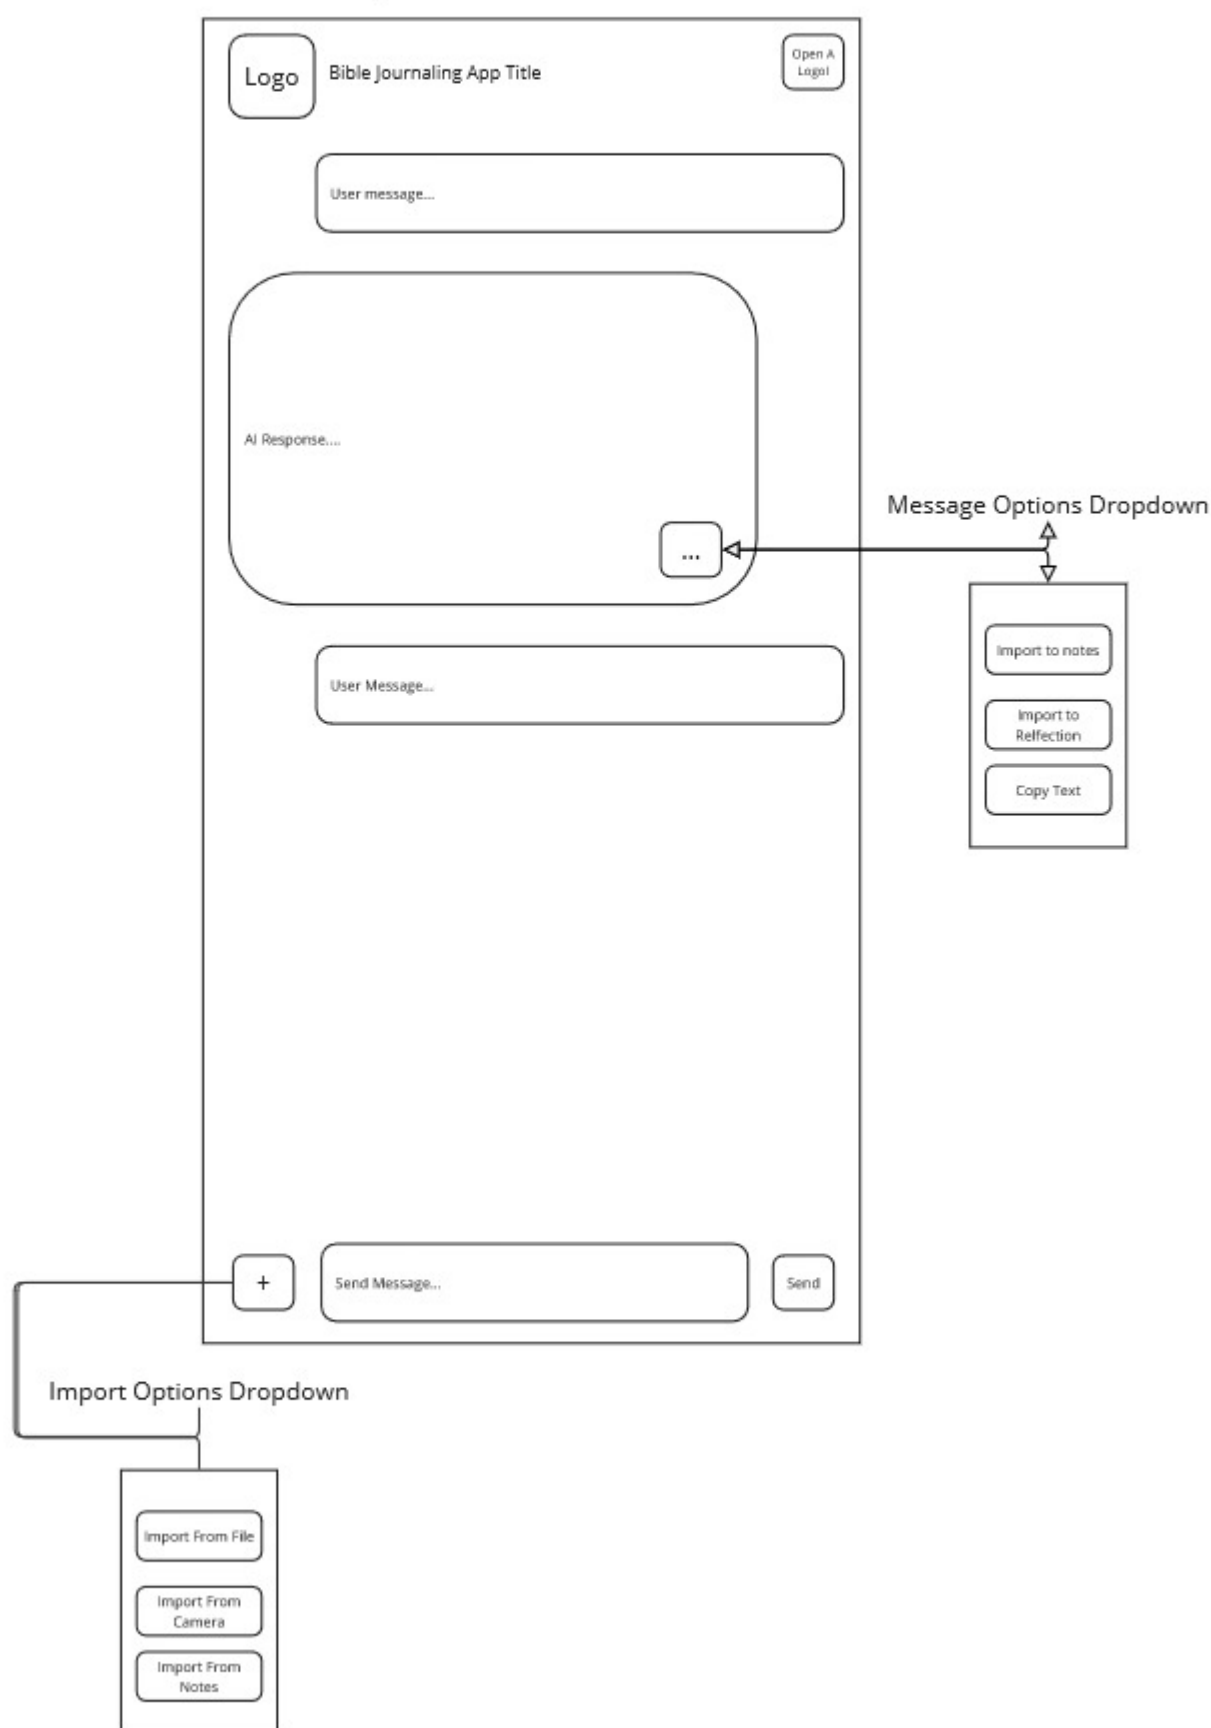 Logo
Bible Journaling App Title
Open A
Logo!
User message...
AI Response....
...
Message Options Dropdown
Import to notes
Import to
Relfection
Copy Text
User Message...
+
Send Message...
Send
Import Options Dropdown
Import From File
Import From
Camera
Import From
Notes